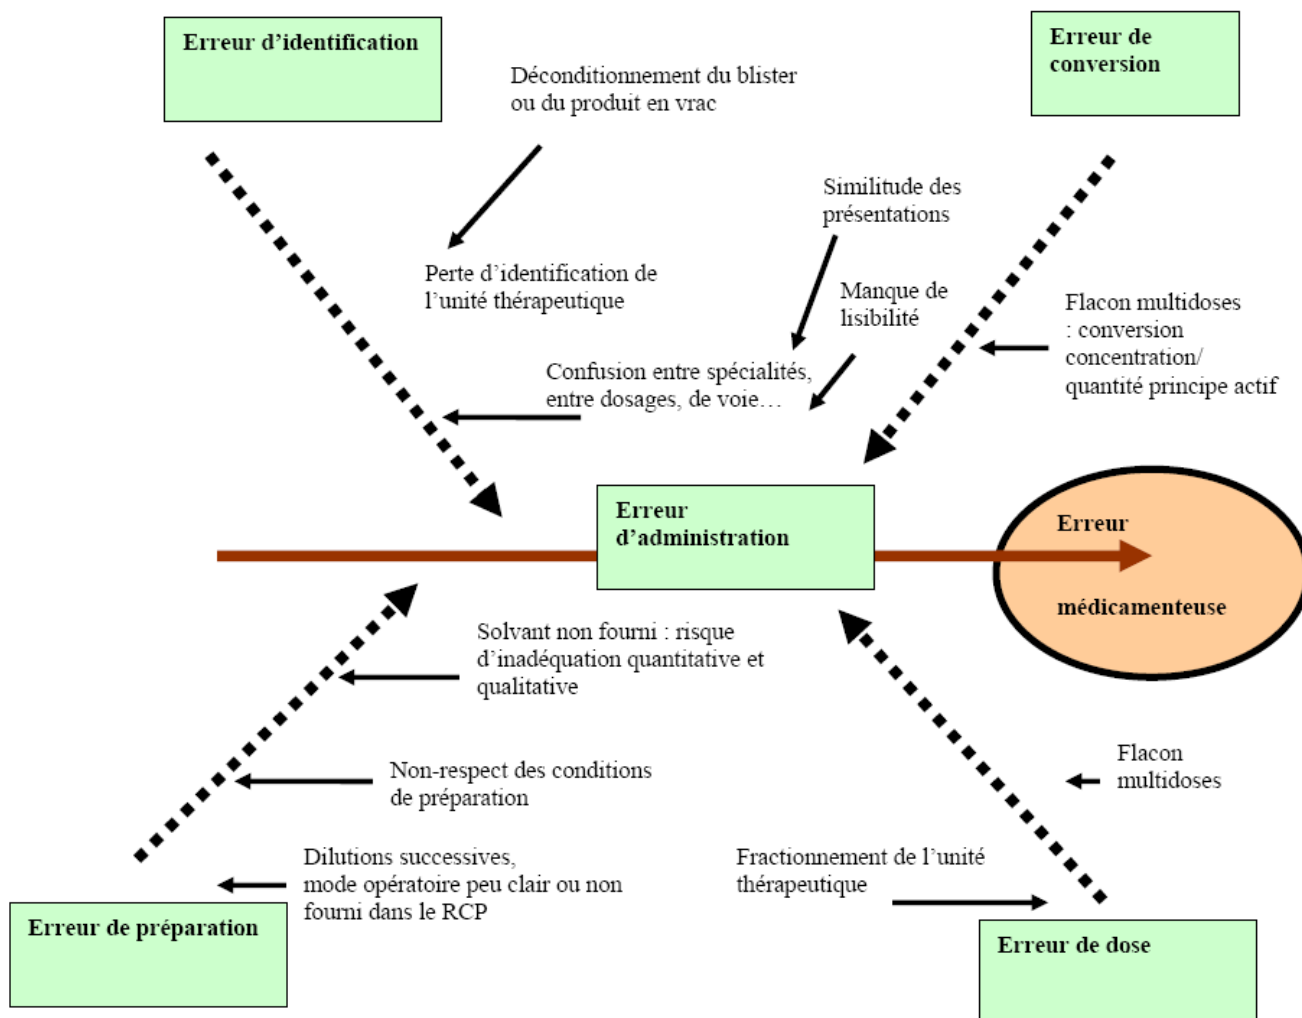 Erreur d’identification
Erreur de
conversion
Déconditionnement du blister
ou du produit en vrac
Similitude des
présentations
Perte d’identification de
l’unité thérapeutique
Manque de
lisibilité
Flacon multidoses
: conversion
concentration/
quantité principe actif
Confusion entre spécialités,
entre dosages, de voie…
Erreur
d’administration
Erreur
médicamenteuse
Solvant non fourni : risque
d’inadéquation quantitative et
qualitative
Non-respect des conditions
de préparation
Flacon
multidoses
Dilutions successives,
mode opératoire peu clair ou non
fourni dans le RCP
Fractionnement de l’unité
thérapeutique
Erreur de préparation
Erreur de dose